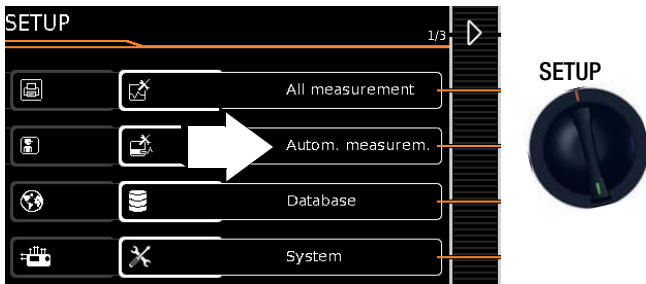 SETUP
1/3
SETUP
All measurement
Autom. measurem.
Database
System